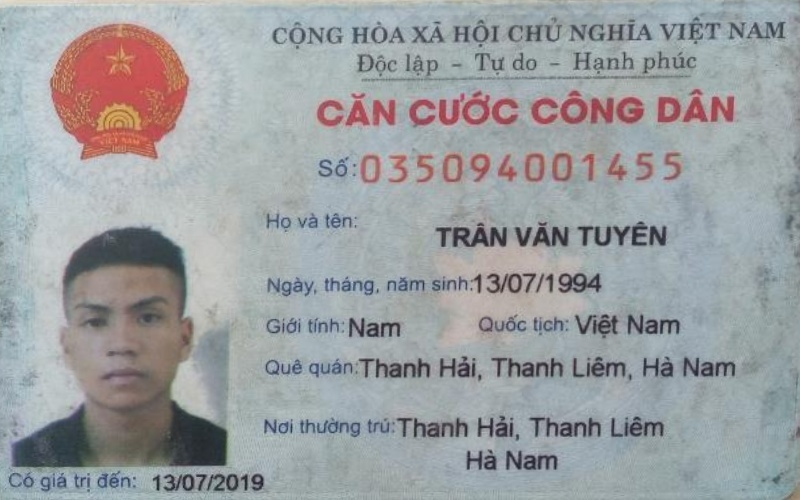 CỘNG HÒA XÃ HỘI CHỦ NGHĨA VIỆT NAM
Độc lập - Tự do - Hạnh phúc
CĂN CƯỚC CÔNG DÂN
Số: 035094001455
Họ và tên:
TRÂN VĂN TUYÊN
Ngày, tháng, năm sinh: 13/07/1994
Giới tính: Nam Quốc tịch: Việt Nam
Quê quán: Thanh Hải, Thanh Liêm, Hà Nam
Nơi thường trú: Thanh Hải, Thanh Liêm
Hà Nam
Có giá trị đến: 13/07/2019